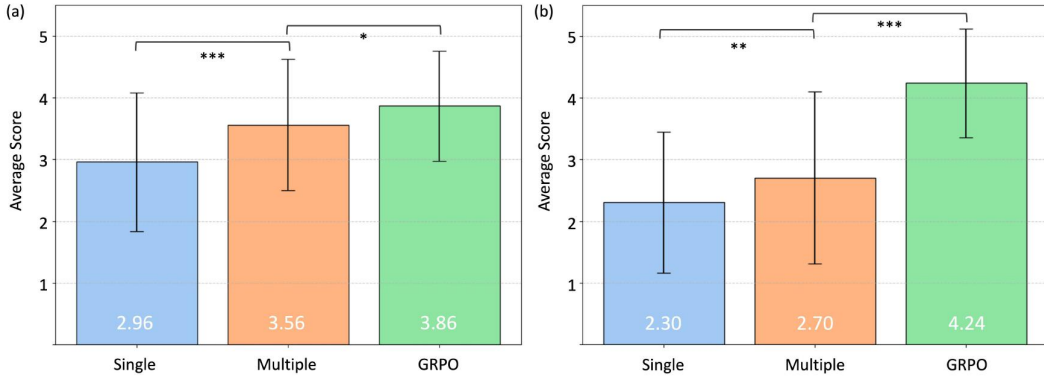 (a)
Average Score
5
4
3
2
1
***
*
2.96
3.56
3.86
Single
Multiple
GRPO
(b)
Average Score
5
4
3
2
1
**
***
2.30
2.70
4.24
Single
Multiple
GRPO